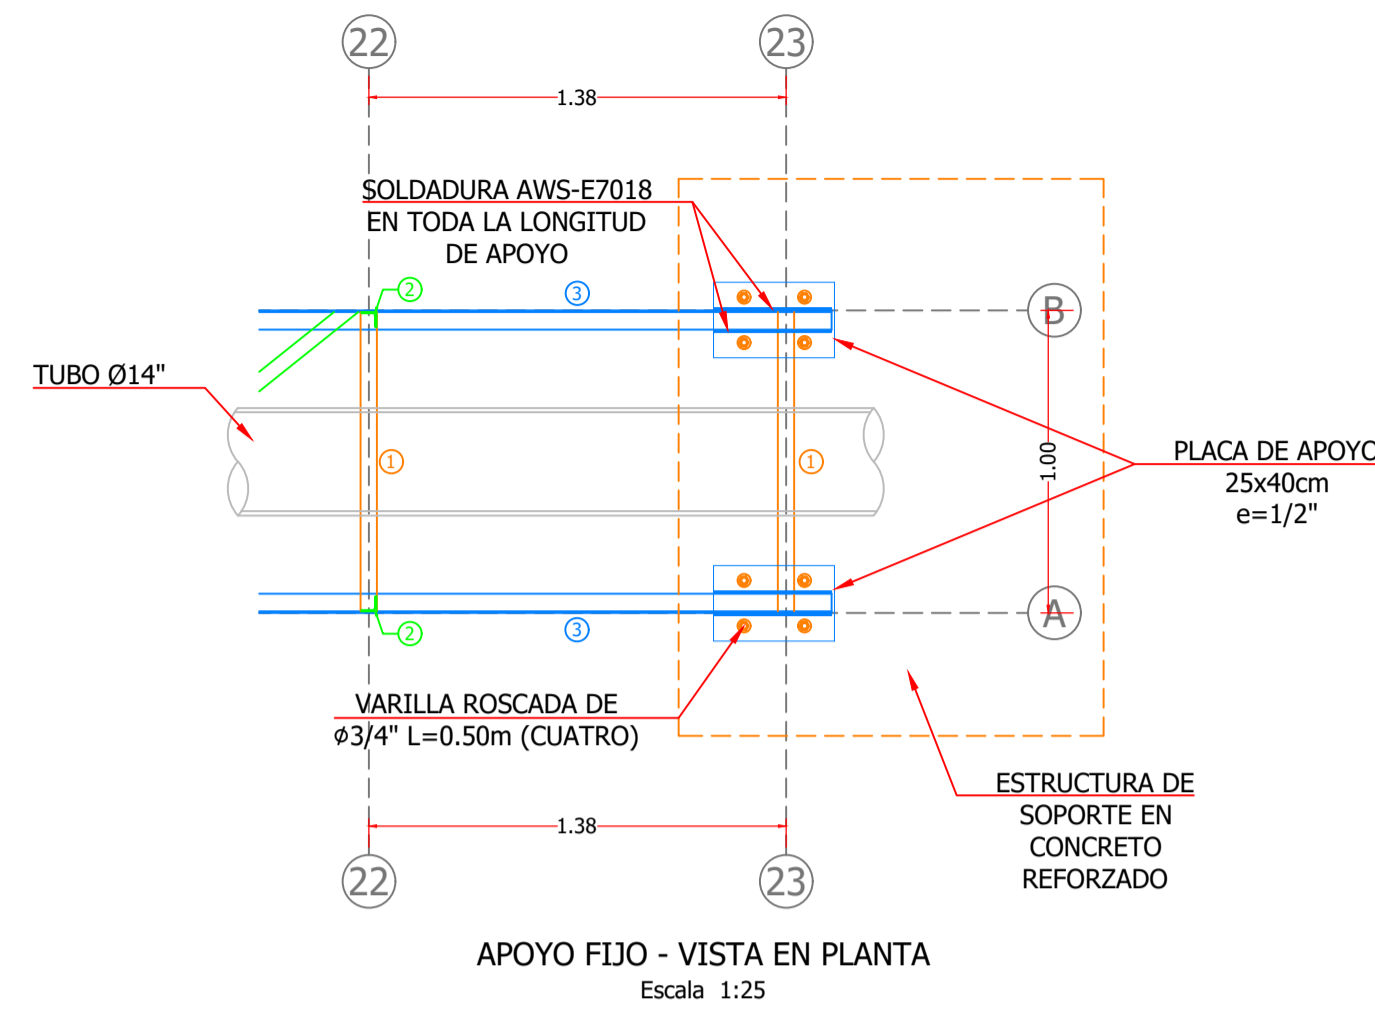 22
23
1.38
SOLDADURA AWS-E7018
EN TODA LA LONGITUD
DE APOYO
2
3
B
TUBO Ø14"
1
1
1.00
PLACA DE APOYO
25x40cm
e=1/2"
2
3
A
VARILLA ROSCADA DE
ø3/4" L=0.50m (CUATRO)
ESTRUCTURA DE
SOPORTE EN
CONCRETO
REFORZADO
1.38
22
23
APOYO FIJO - VISTA EN PLANTA
Escala 1:25